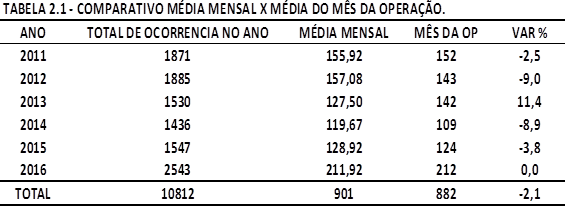 TABELA 2.1 - COMPARATIVO MÉDIA MENSAL X MÉDIA DO MÊS DA OPERAÇÃO.
ANO TOTAL DE OCORRENCIA NO ANO MÉDIA MENSAL MÊS DA OP VAR %
2011 1871 155,92 152 -2,5
2012 1885 157,08 143 -9,0
2013 1530 127,50 142 11,4
2014 1436 119,67 109 -8,9
2015 1547 128,92 124 -3,8
2016 2543 211,92 212 0,0
TOTAL 10812 901 882 -2,1